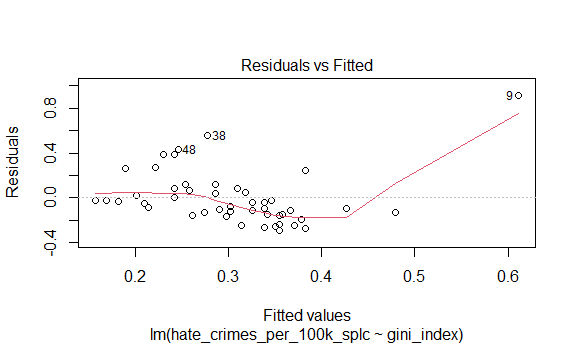 Residuals vs Fitted
Residuals
0.8
0.4
0.0
-0.4
9
38
48
0.2 0.3 0.4 0.5 0.6
Fitted values
lm(hate_crimes_per_100k_splc ~ gini_index)